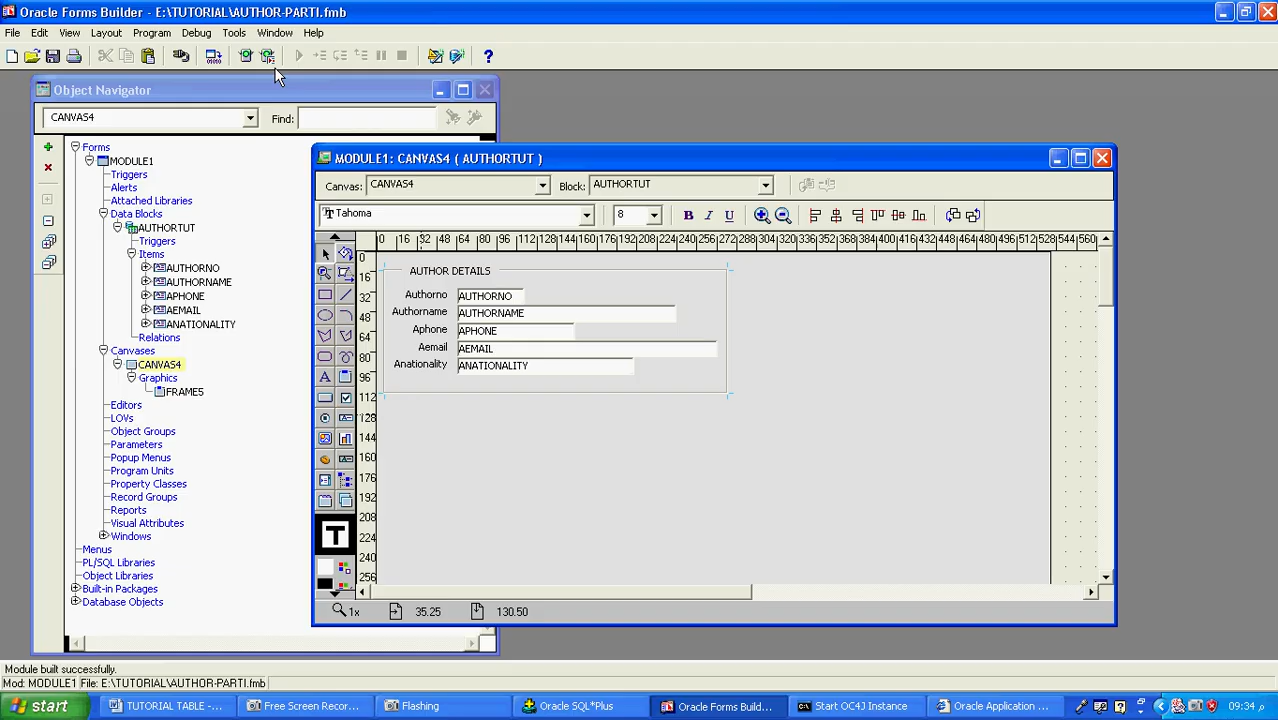 Oracle Forms Builder - E:\TUTORIAL\AUTHOR-PARTI.fmb
File Edit View Layout Program Debug Tools Window Help
Object Navigator
CANVAS4 Find:
Forms
MODULE1
Triggers
Alerts
Attached Libraries
Data Blocks
AUTHORTUT
Triggers
Items
AUTHORNO
AUTHORNAME
APHONE
AEMAIL
ANATIONALITY
Relations
Canvases
CANVAS4
Graphics
FRAME5
Editors
LOVs
Object Groups
Parameters
Popup Menus
Program Units
Property Classes
Record Groups
Reports
Visual Attributes
Windows
Menus
PL/SQL Libraries
Object Libraries
Built-in Packages
Database Objects
MODULE1: CANVAS4 ( AUTHORTUT )
Canvas: CANVAS4 Block: AUTHORTUT
Tahoma 8 B I U
0 16 32 48 64 80 96 112 128 144 160 176 192 208 224 240 256 272 288 304 320 336 352 368 384 400 416 432 448 464 480 496 512 528 544 560
0
16
32
48
64
80
96
112
128
144
160
176
192
208
224
240
256
AUTHOR DETAILS
Authorno AUTHORNO
Authorname AUTHORNAME
Aphone APHONE
Aemail AEMAIL
Anationality ANATIONALITY
T
1x 35.25 130.50
Module built successfully.
Mod: MODULE1 File: E:\TUTORIAL\AUTHOR-PARTI.fmb
start TUTORIAL TABLE -... Free Screen Recor... Flashing Oracle SQL*Plus Oracle Forms Buil... Start OC4J Instance Oracle Application ... 09:34 م